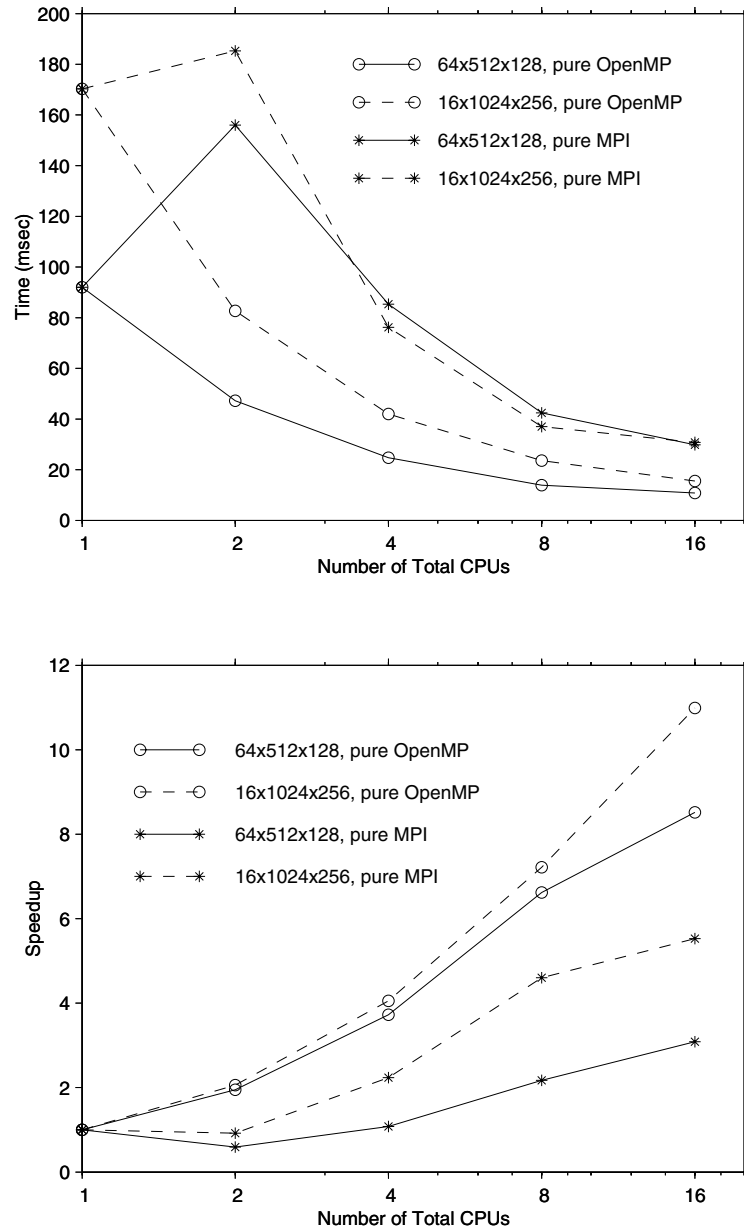 200
180
160
140
120
100
80
60
40
20
0
Time (msec)
64x512x128, pure OpenMP
16x1024x256, pure OpenMP
64x512x128, pure MPI
16x1024x256, pure MPI
1 2 4 8 16
Number of Total CPUs
12
10
8
6
4
2
0
Speedup
64x512x128, pure OpenMP
16x1024x256, pure OpenMP
64x512x128, pure MPI
16x1024x256, pure MPI
1 2 4 8 16
Number of Total CPUs